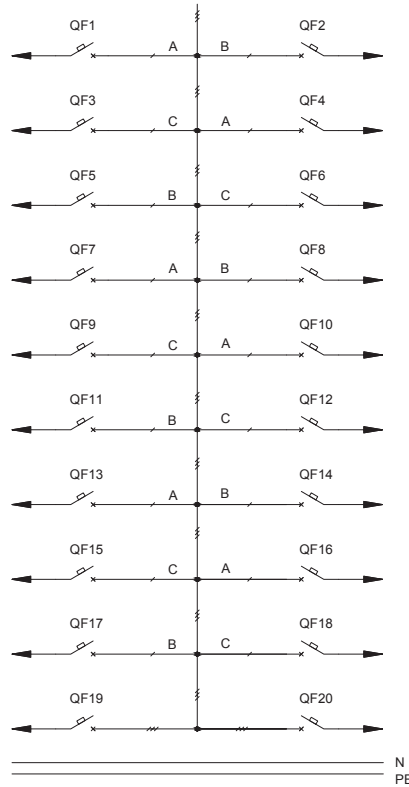 QF1 QF2
A B
QF3 QF4
C A
QF5 QF6
B C
QF7 QF8
A B
QF9 QF10
C A
QF11 QF12
B C
QF13 QF14
A B
QF15 QF16
C A
QF17 QF18
B C
QF19 QF20
N
PE